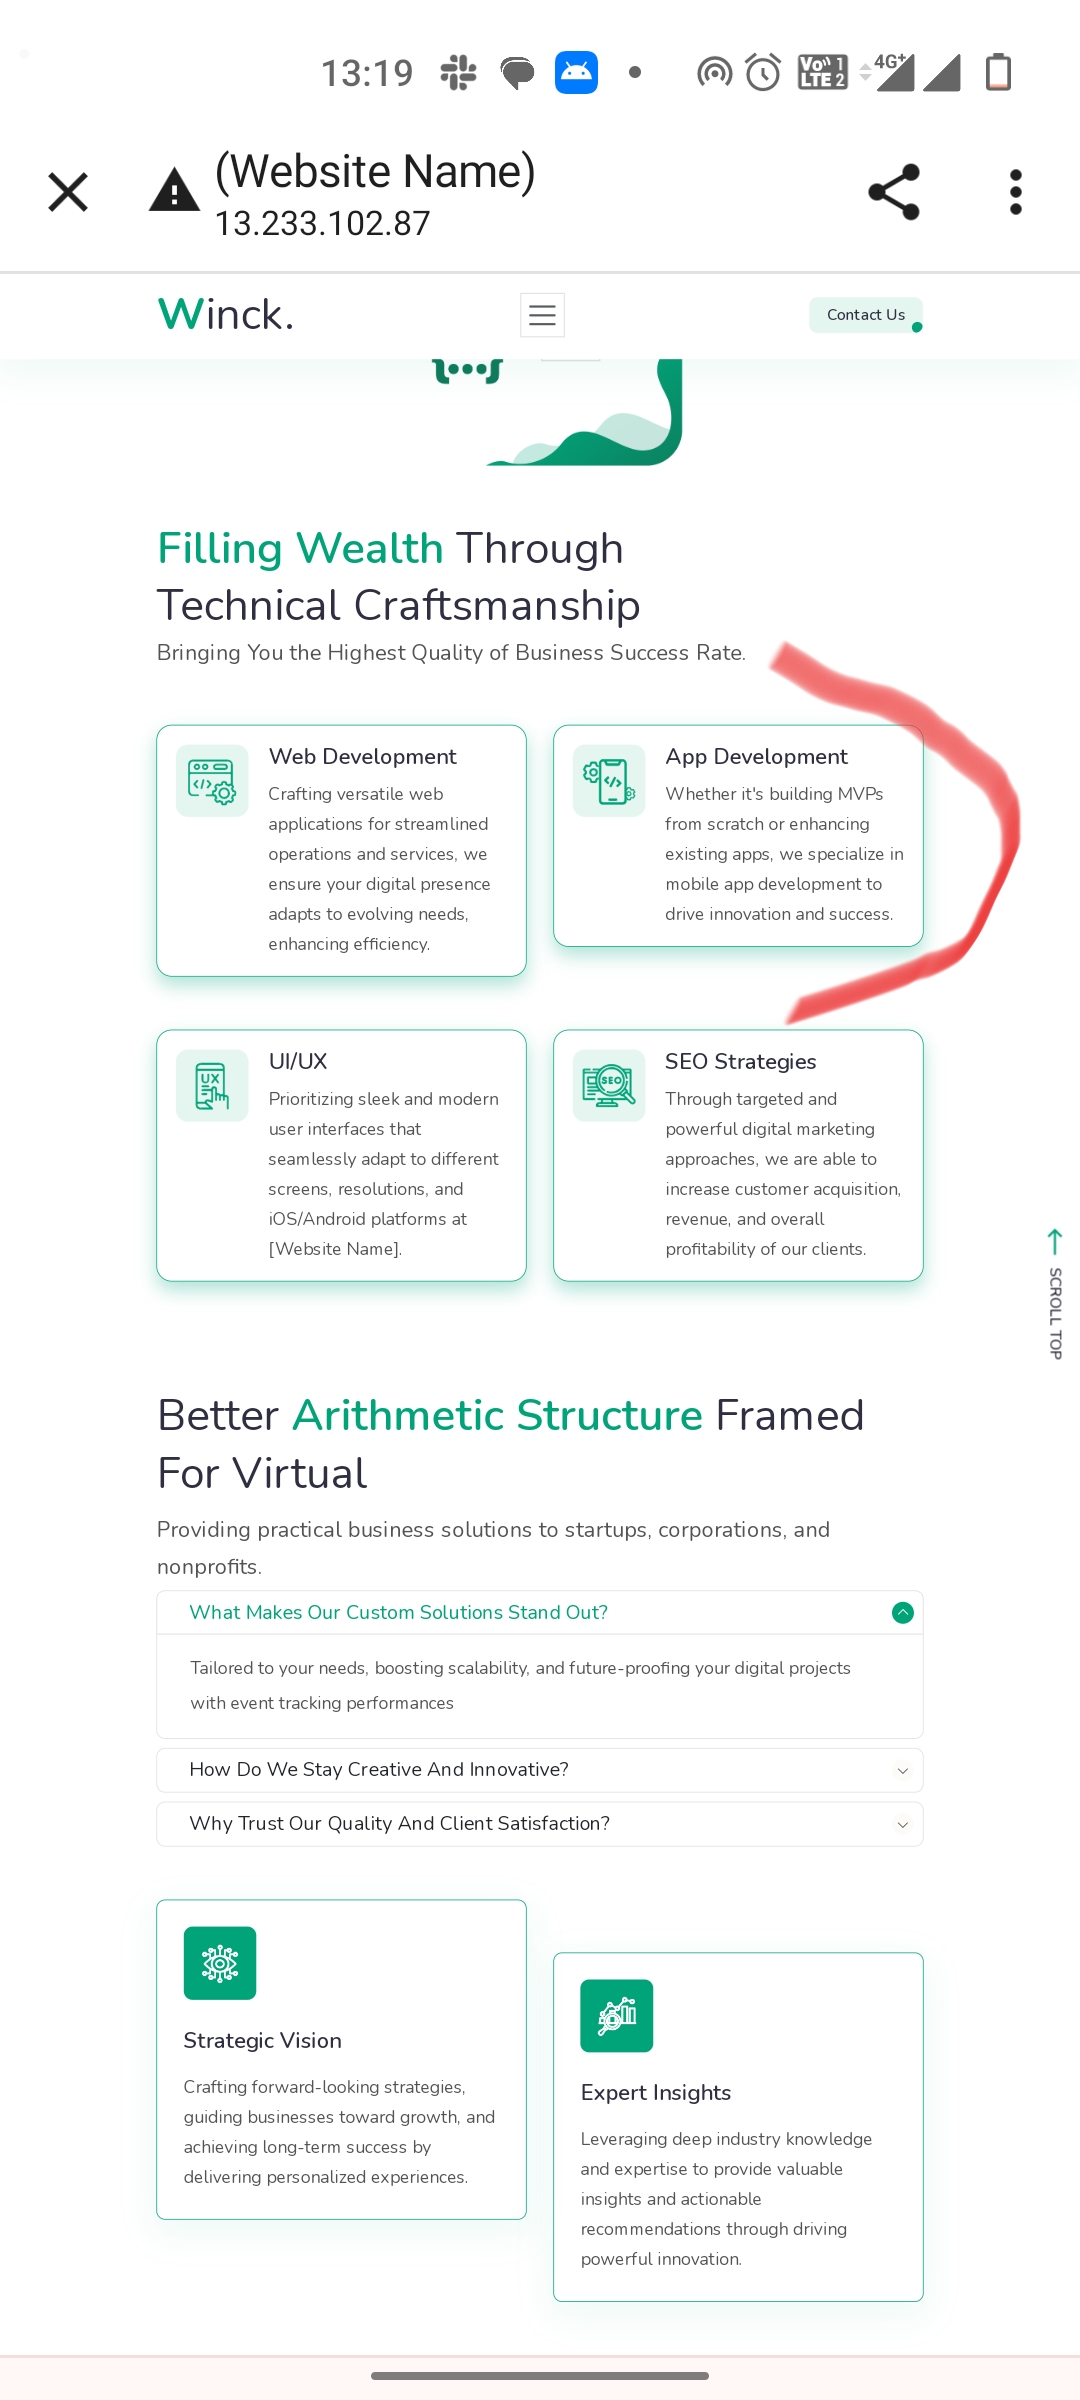 13:19
Vo 1
LTE 2
4G+
(Website Name)
13.233.102.87
Winck.
Contact Us
{...}
Filling Wealth Through
Technical Craftsmanship
Bringing You the Highest Quality of Business Success Rate.
Web Development
Crafting versatile web
applications for streamlined
operations and services, we
ensure your digital presence
adapts to evolving needs,
enhancing efficiency.
App Development
Whether it's building MVPs
from scratch or enhancing
existing apps, we specialize in
mobile app development to
drive innovation and success.
UX
UI/UX
Prioritizing sleek and modern
user interfaces that
seamlessly adapt to different
screens, resolutions, and
iOS/Android platforms at
[Website Name].
SEO
SEO Strategies
Through targeted and
powerful digital marketing
approaches, we are able to
increase customer acquisition,
revenue, and overall
profitability of our clients.
SCROLL TOP
Better Arithmetic Structure Framed
For Virtual
Providing practical business solutions to startups, corporations, and
nonprofits.
What Makes Our Custom Solutions Stand Out?
Tailored to your needs, boosting scalability, and future-proofing your digital projects
with event tracking performances
How Do We Stay Creative And Innovative?
Why Trust Our Quality And Client Satisfaction?
Strategic Vision
Crafting forward-looking strategies,
guiding businesses toward growth, and
achieving long-term success by
delivering personalized experiences.
Expert Insights
Leveraging deep industry knowledge
and expertise to provide valuable
insights and actionable
recommendations through driving
powerful innovation.